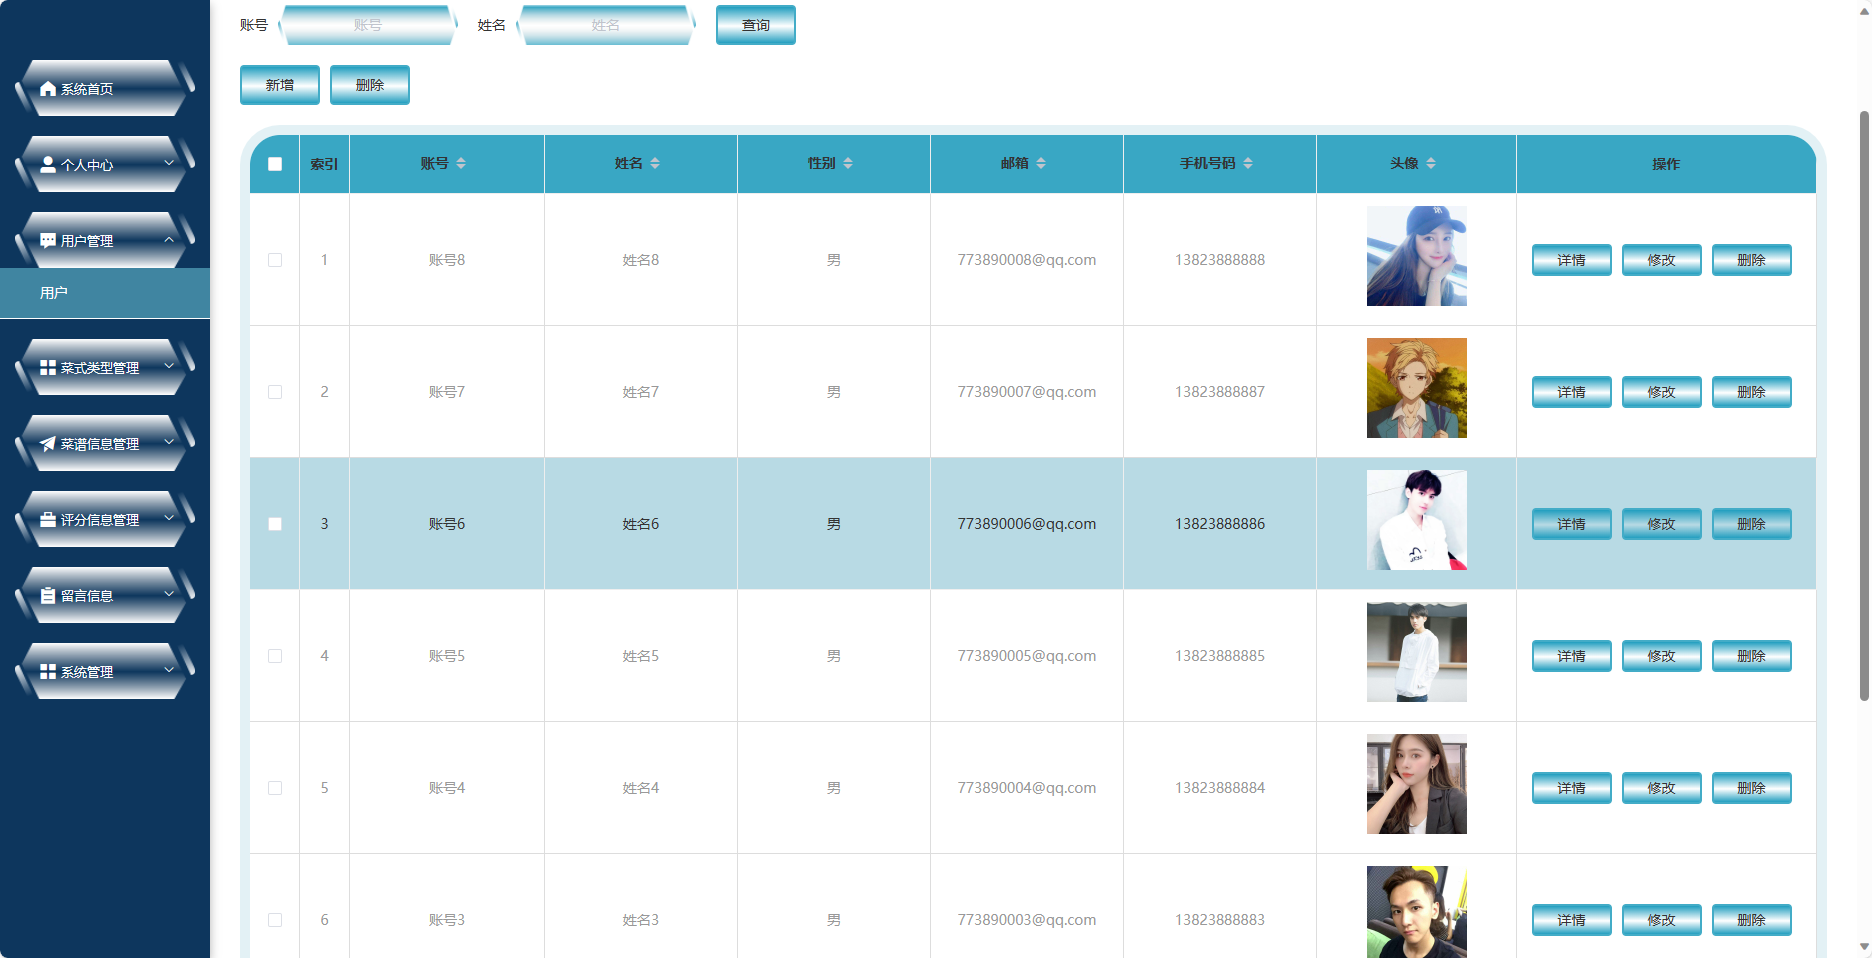 账号 账号 姓名 姓名 查询
新增 删除
系统首页
个人中心
用户管理
用户
菜式类型管理
菜谱信息管理
评分信息管理
留言信息
系统管理
索引 账号 姓名 性别 邮箱 手机号码 头像 操作
1 账号8 姓名8 男 773890008@qq.com 13823888888 详情 修改 删除
2 账号7 姓名7 男 773890007@qq.com 13823888887 详情 修改 删除
3 账号6 姓名6 男 773890006@qq.com 13823888886 详情 修改 删除
4 账号5 姓名5 男 773890005@qq.com 13823888885 详情 修改 删除
5 账号4 姓名4 男 773890004@qq.com 13823888884 详情 修改 删除
6 账号3 姓名3 男 773890003@qq.com 13823888883 详情 修改 删除